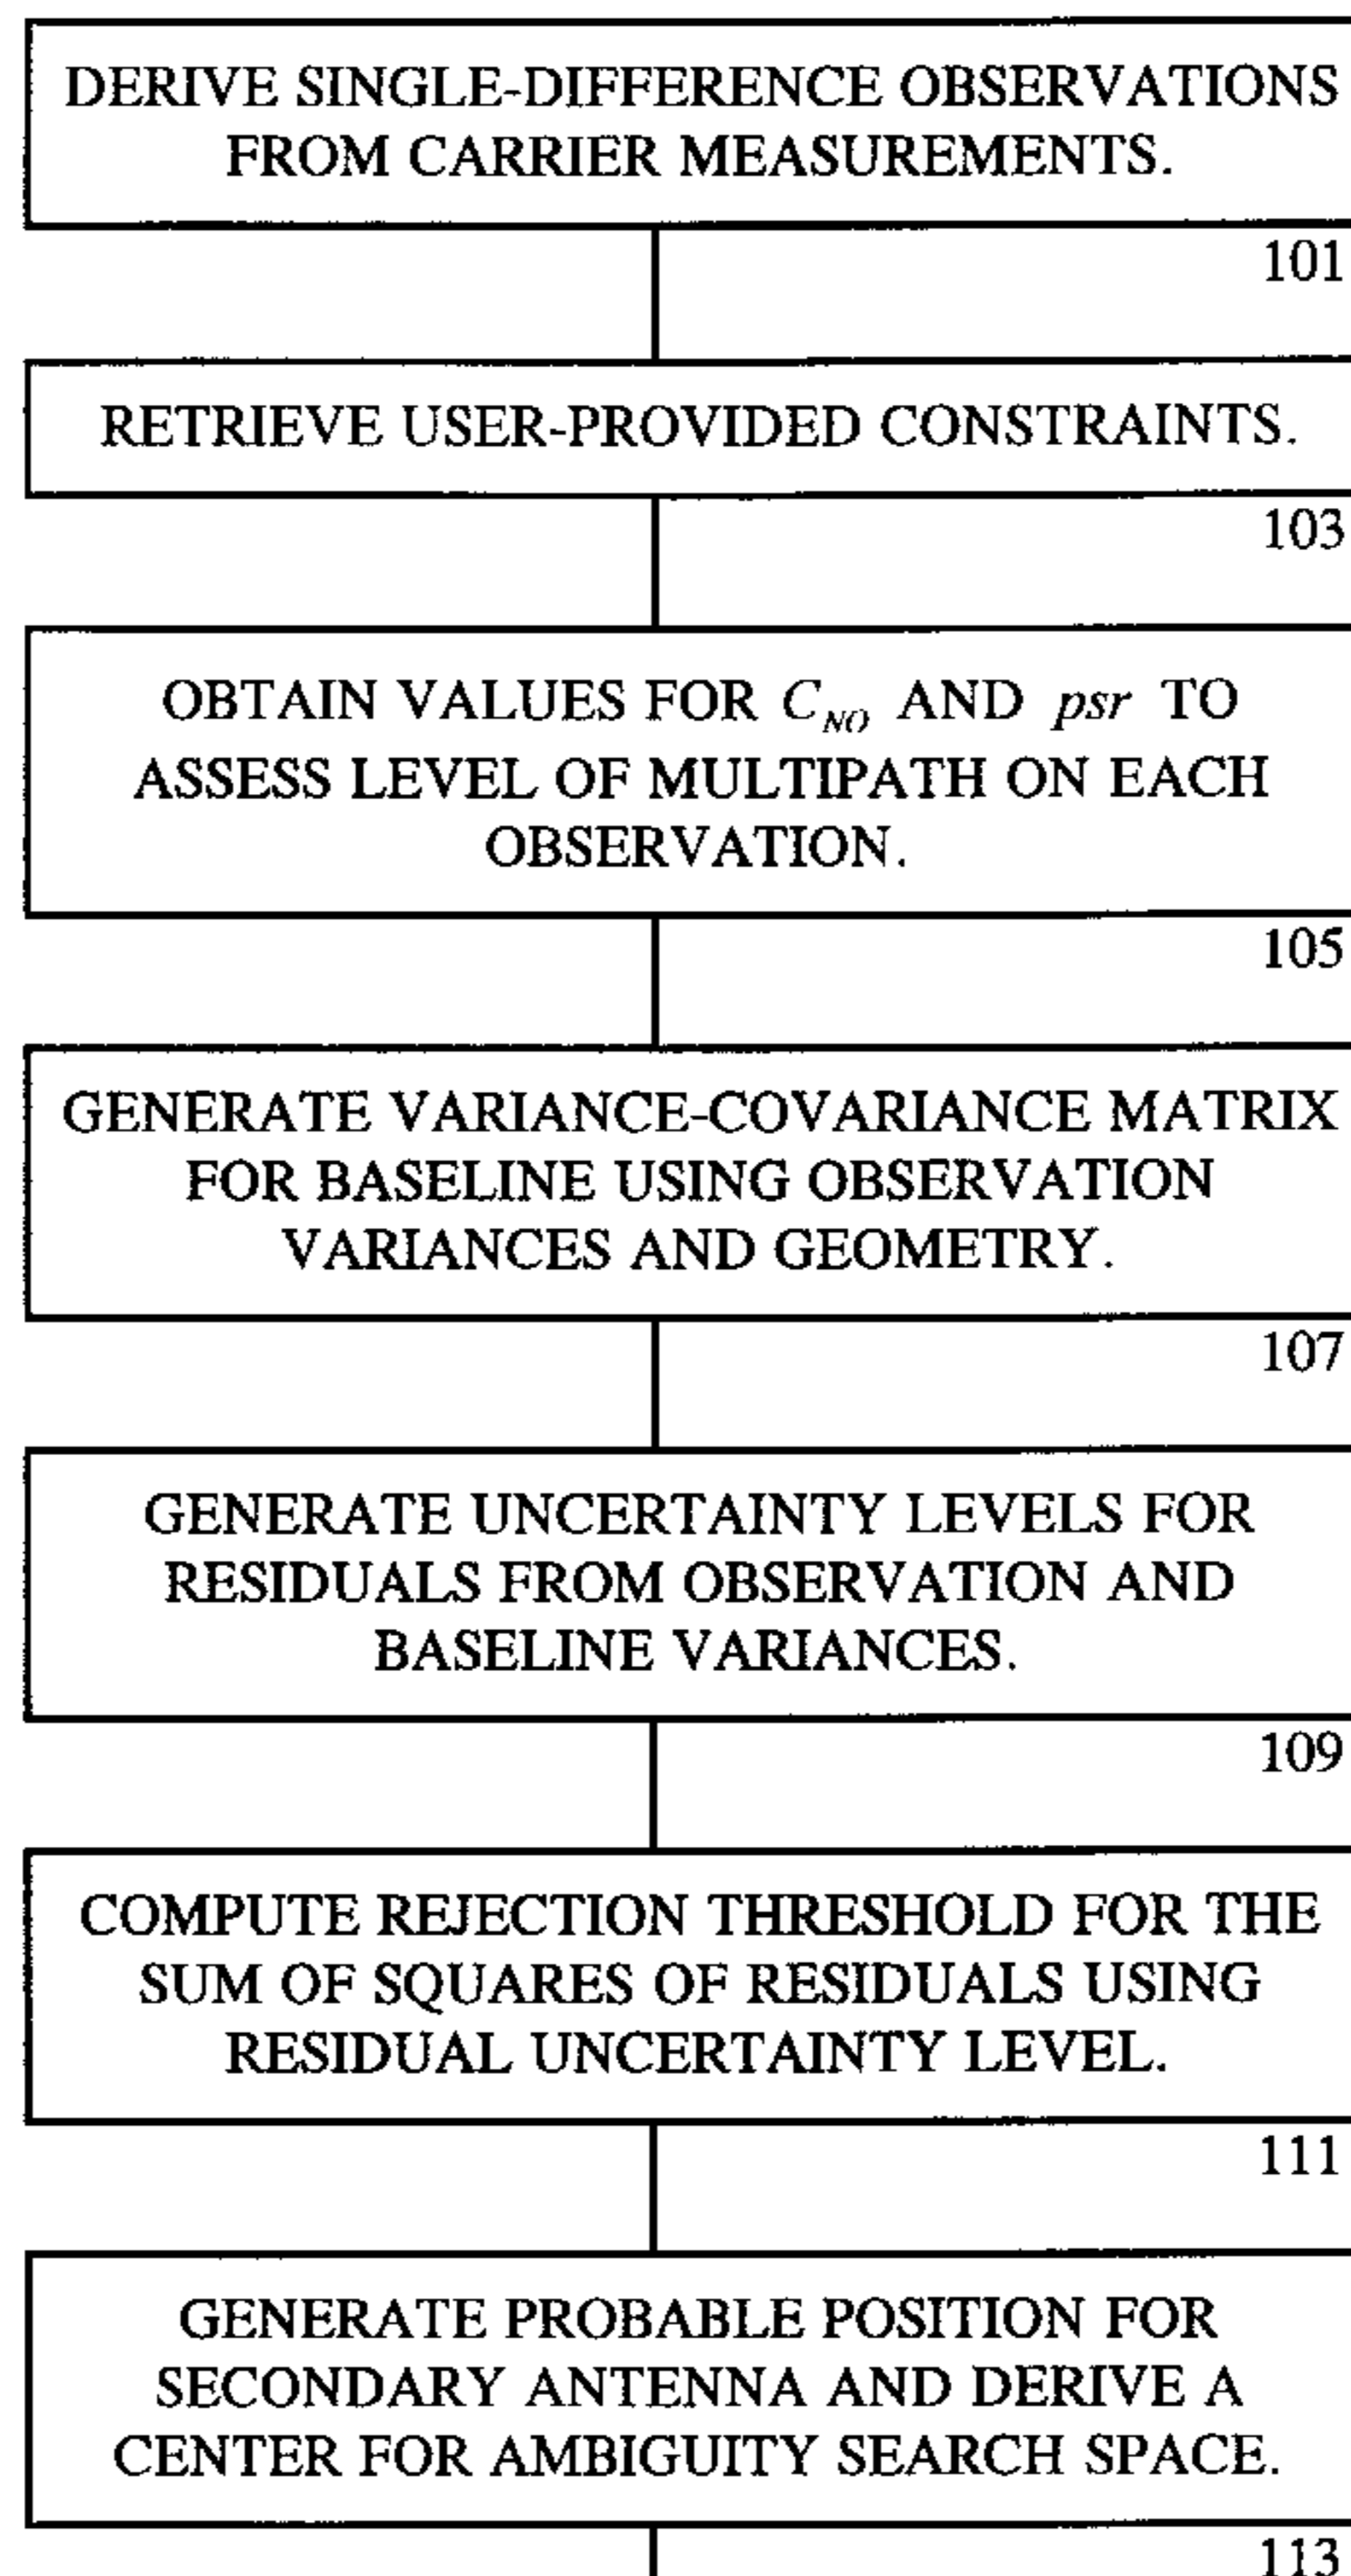 DERIVE SINGLE-DIFFERENCE OBSERVATIONS
FROM CARRIER MEASUREMENTS.
101
RETRIEVE USER-PROVIDED CONSTRAINTS.
103
OBTAIN VALUES FOR C_NO AND psr TO
ASSESS LEVEL OF MULTIPATH ON EACH
OBSERVATION.
105
GENERATE VARIANCE-COVARIANCE MATRIX
FOR BASELINE USING OBSERVATION
VARIANCES AND GEOMETRY.
107
GENERATE UNCERTAINTY LEVELS FOR
RESIDUALS FROM OBSERVATION AND
BASELINE VARIANCES.
109
COMPUTE REJECTION THRESHOLD FOR THE
SUM OF SQUARES OF RESIDUALS USING
RESIDUAL UNCERTAINTY LEVEL.
111
GENERATE PROBABLE POSITION FOR
SECONDARY ANTENNA AND DERIVE A
CENTER FOR AMBIGUITY SEARCH SPACE.
113